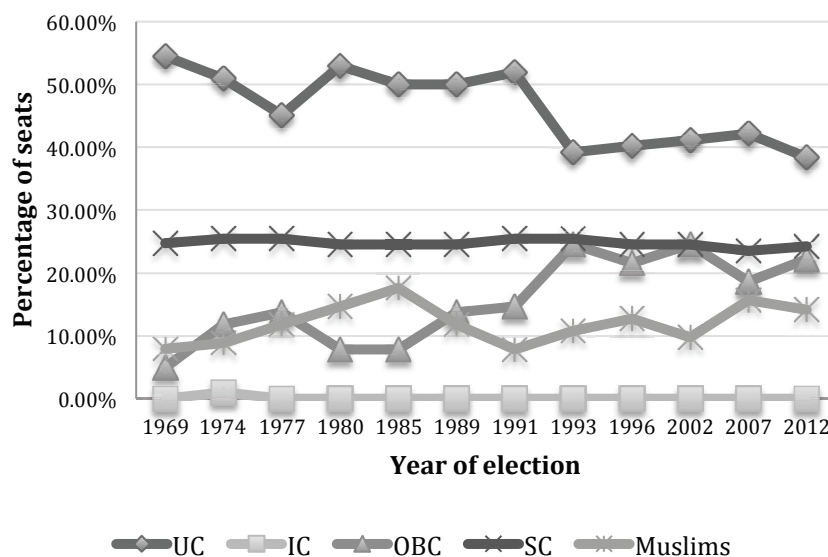 Percentage of seats
60.00%
50.00%
40.00%
30.00%
20.00%
10.00%
0.00%
1969 1974 1977 1980 1985 1989 1991 1993 1996 2002 2007 2012
Year of election
UC IC OBC SC Muslims